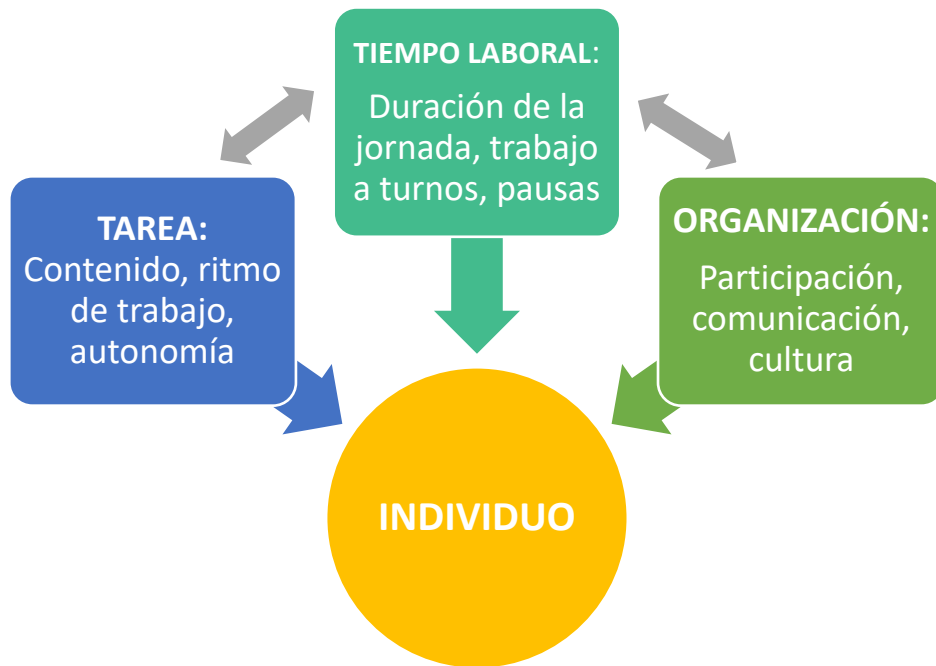 TIEMPO LABORAL:
Duración de la
jornada, trabajo
a turnos, pausas
TAREA:
Contenido, ritmo
de trabajo,
autonomía
ORGANIZACIÓN:
Participación,
comunicación,
cultura
INDIVIDUO